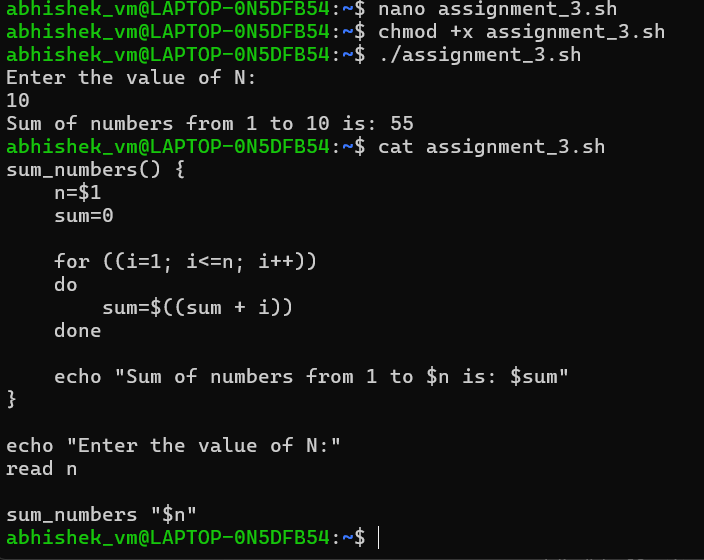 abhishek_vm@LAPTOP-0N5DFB54:~$ nano assignment_3.sh
abhishek_vm@LAPTOP-0N5DFB54:~$ chmod +x assignment_3.sh
abhishek_vm@LAPTOP-0N5DFB54:~$ ./assignment_3.sh
Enter the value of N:
10
Sum of numbers from 1 to 10 is: 55
abhishek_vm@LAPTOP-0N5DFB54:~$ cat assignment_3.sh
sum_numbers() {
    n=$1
    sum=0

    for ((i=1; i<=n; i++))
    do
        sum=$((sum + i))
    done

    echo "Sum of numbers from 1 to $n is: $sum"
}

echo "Enter the value of N:"
read n

sum_numbers "$n"
abhishek_vm@LAPTOP-0N5DFB54:~$